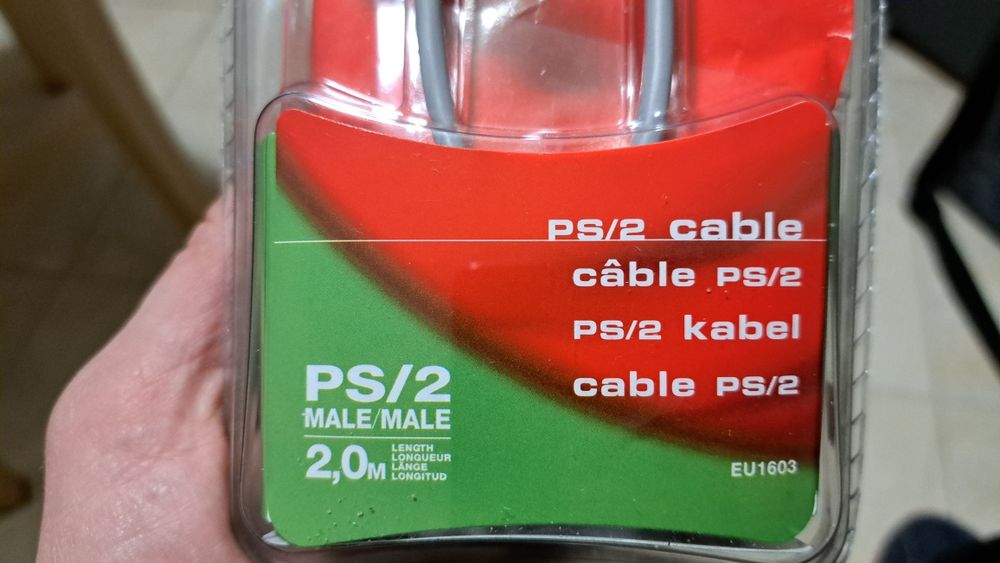 PS/2 cable
câble PS/2
PS/2 kabel
cable PS/2
PS/2
MALE/MALE
2,0M
LENGTH
LONGUEUR
LÄNGE
LONGITUD
EU1603